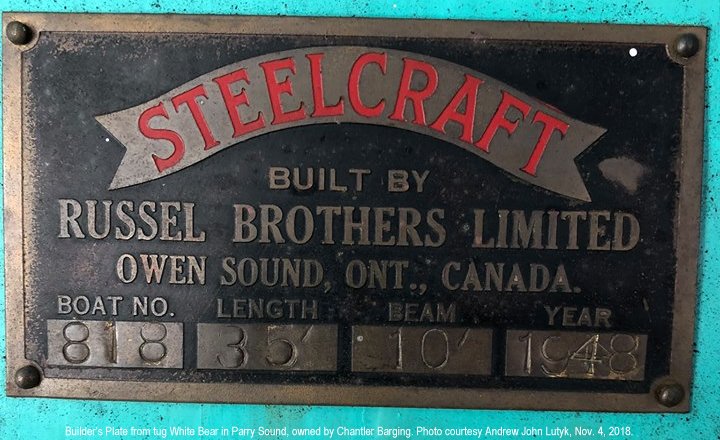 STEELCRAFT
BUILT BY
RUSSEL BROTHERS LIMITED
OWEN SOUND, ONT., CANADA.
BOAT NO. LENGTH BEAM YEAR
818 35' 10' 1948
Builder's Plate from tug White Bear in Parry Sound, owned by Chantler Barging. Photo courtesy Andrew John Lutyk, Nov. 4, 2018.